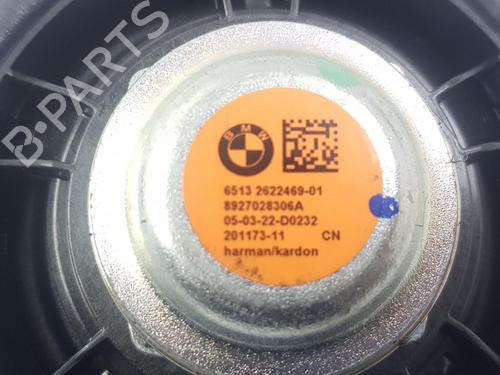 B-PARTS
BMW
6513 2622469-01
8927028306A
05-03-22-D0232
201173-11 CN
harman/kardon